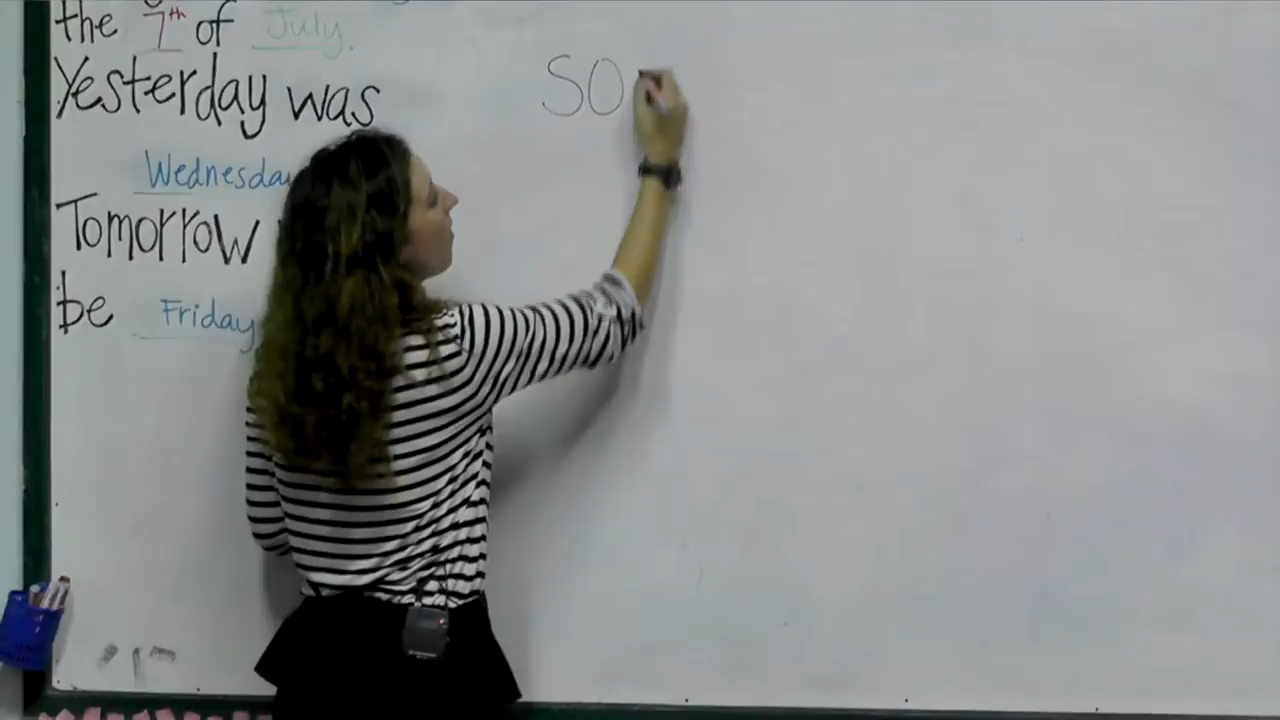 the 7th of July.
Yesterday was
Wednesday
Tomorrow
be Friday
SO